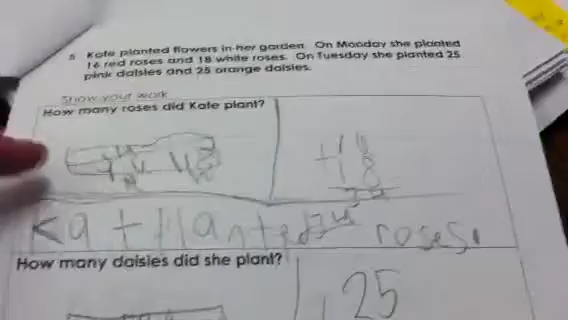 5. Kate planted flowers in her garden. On Monday she planted
16 red roses and 18 white roses. On Tuesday she planted 25
pink daisies and 25 orange daisies.
Show your work
How many roses did Kate plant?
+18
Kat Planted 34 roses.
How many daisies did she plant?
25